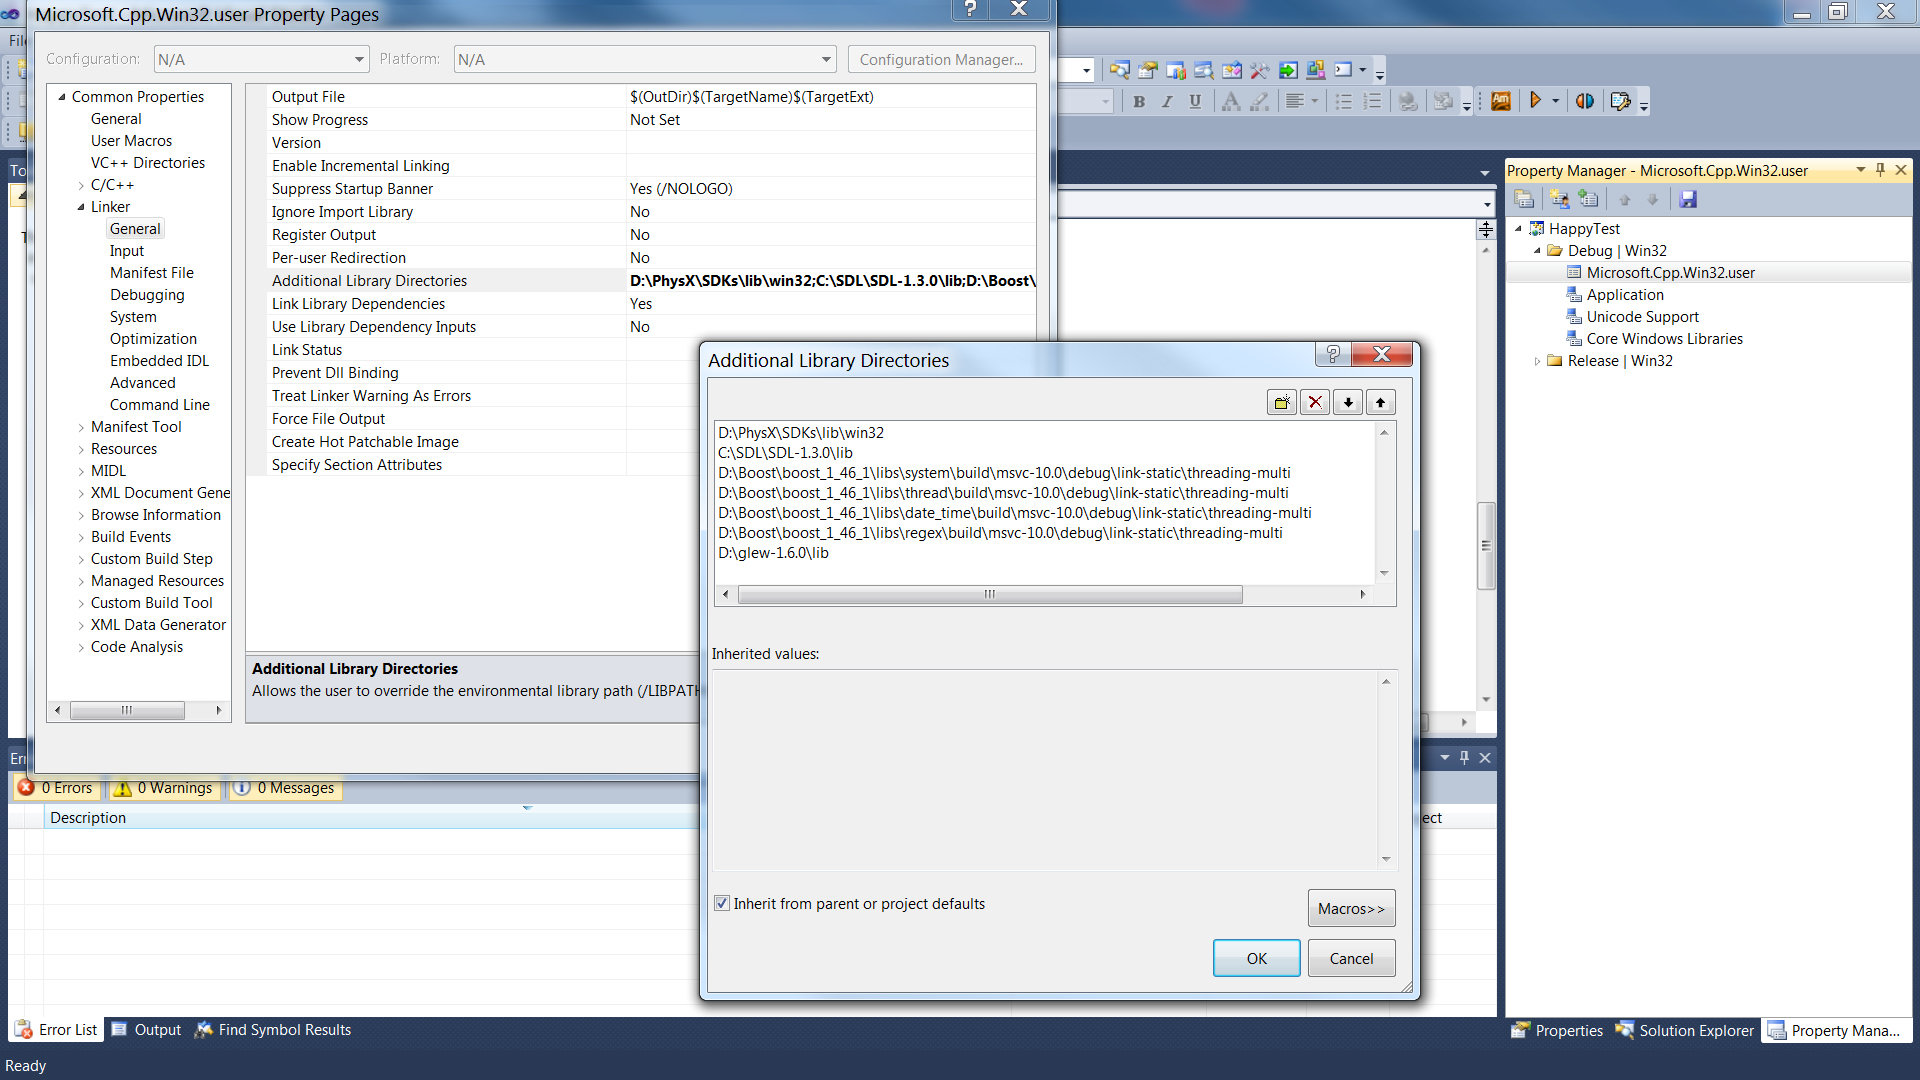 Microsoft.Cpp.Win32.user Property Pages
Configuration: N/A Platform: N/A Configuration Manager...
Common Properties
General
User Macros
VC++ Directories
C/C++
Linker
General
Input
Manifest File
Debugging
System
Optimization
Embedded IDL
Advanced
Command Line
Manifest Tool
Resources
MIDL
XML Document Gene
Browse Information
Build Events
Custom Build Step
Managed Resources
Custom Build Tool
XML Data Generator
Code Analysis
Output File $(OutDir)$(TargetName)$(TargetExt)
Show Progress Not Set
Version
Enable Incremental Linking
Suppress Startup Banner Yes (/NOLOGO)
Ignore Import Library No
Register Output No
Per-user Redirection No
Additional Library Directories D:\PhysX\SDKs\lib\win32;C:\SDL\SDL-1.3.0\lib;D:\Boost\
Link Library Dependencies Yes
Use Library Dependency Inputs No
Link Status
Prevent Dll Binding
Treat Linker Warning As Errors
Force File Output
Create Hot Patchable Image
Specify Section Attributes
Additional Library Directories
Allows the user to override the environmental library path (/LIBPATH
Additional Library Directories
D:\PhysX\SDKs\lib\win32
C:\SDL\SDL-1.3.0\lib
D:\Boost\boost_1_46_1\libs\system\build\msvc-10.0\debug\link-static\threading-multi
D:\Boost\boost_1_46_1\libs\thread\build\msvc-10.0\debug\link-static\threading-multi
D:\Boost\boost_1_46_1\libs\date_time\build\msvc-10.0\debug\link-static\threading-multi
D:\Boost\boost_1_46_1\libs\regex\build\msvc-10.0\debug\link-static\threading-multi
D:\glew-1.6.0\lib
Inherited values:
Inherit from parent or project defaults
Macros>>
OK Cancel
Property Manager - Microsoft.Cpp.Win32.user
HappyTest
Debug | Win32
Microsoft.Cpp.Win32.user
Application
Unicode Support
Core Windows Libraries
Release | Win32
0 Errors 0 Warnings 0 Messages
Description ect
Error List Output Find Symbol Results
Properties Solution Explorer Property Mana...
Ready